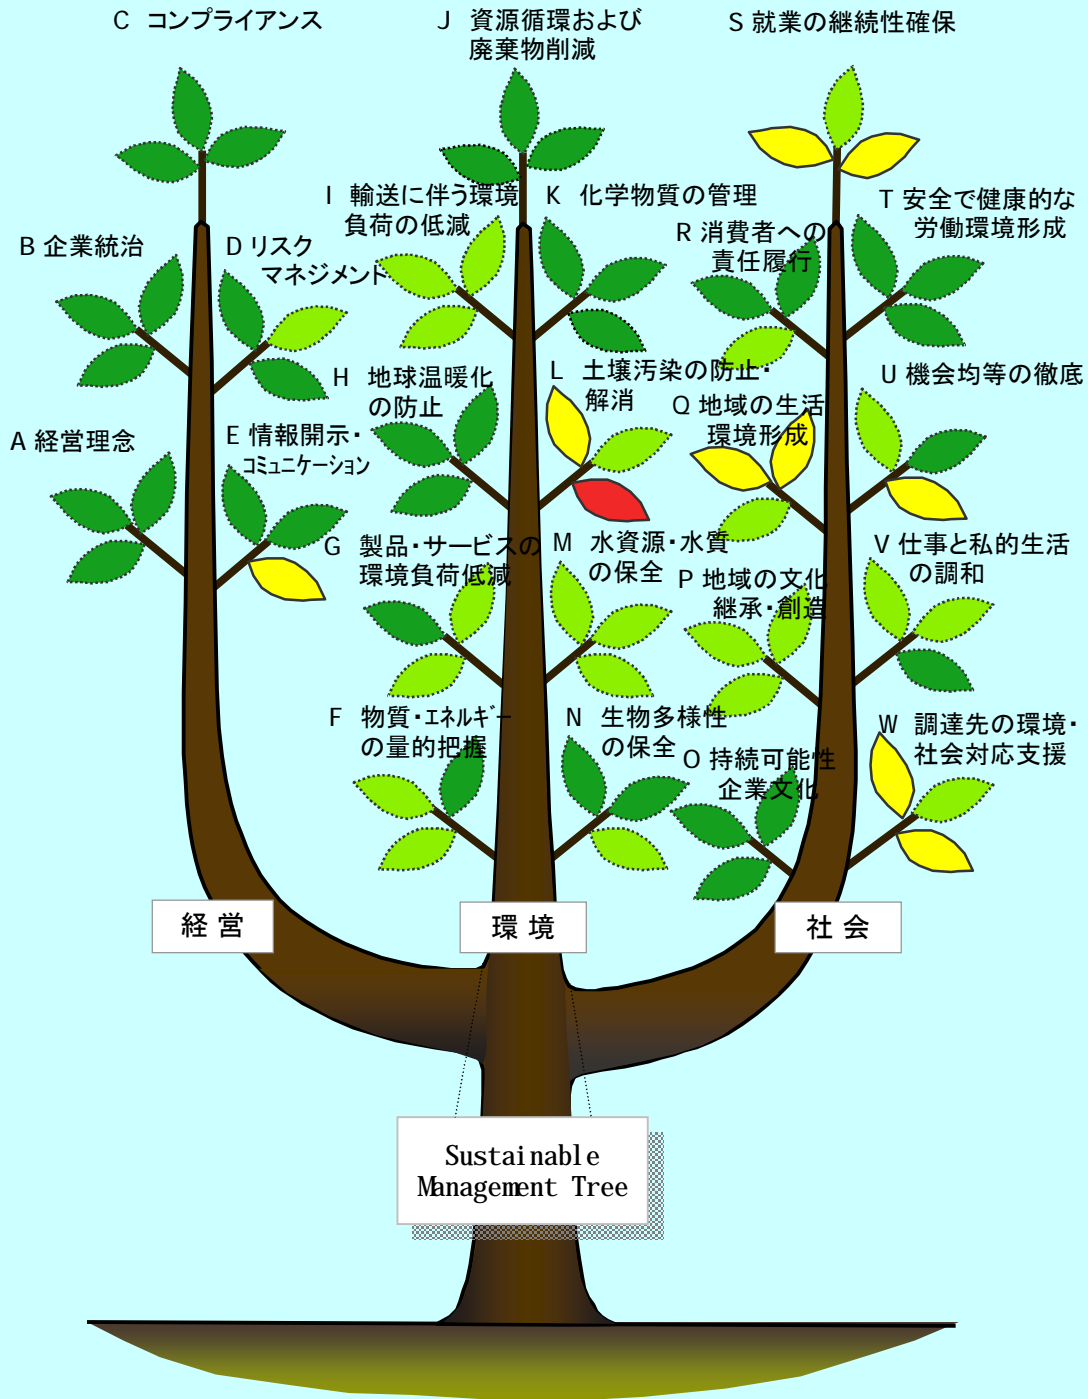 C コンプライアンス
J 資源循環および
廃棄物削減
S 就業の継続性確保
I 輸送に伴う環境
負荷の低減
K 化学物質の管理
R 消費者への
責任履行
T 安全で健康的な
労働環境形成
B 企業統治
D リスク
マネジメント
H 地球温暖化
の防止
L 土壌汚染の防止・
解消
Q 地域の生活
環境形成
U 機会均等の徹底
A 経営理念
E 情報開示・
コミュニケーション
G 製品・サービスの
環境負荷低減
M 水資源・水質
の保全
P 地域の文化
継承・創造
V 仕事と私的生活
の調和
F 物質・エネルギー
の量的把握
N 生物多様性
の保全
O 持続可能性
企業文化
W 調達先の環境・
社会対応支援
経 営
環 境
社 会
Sustainable
Management Tree